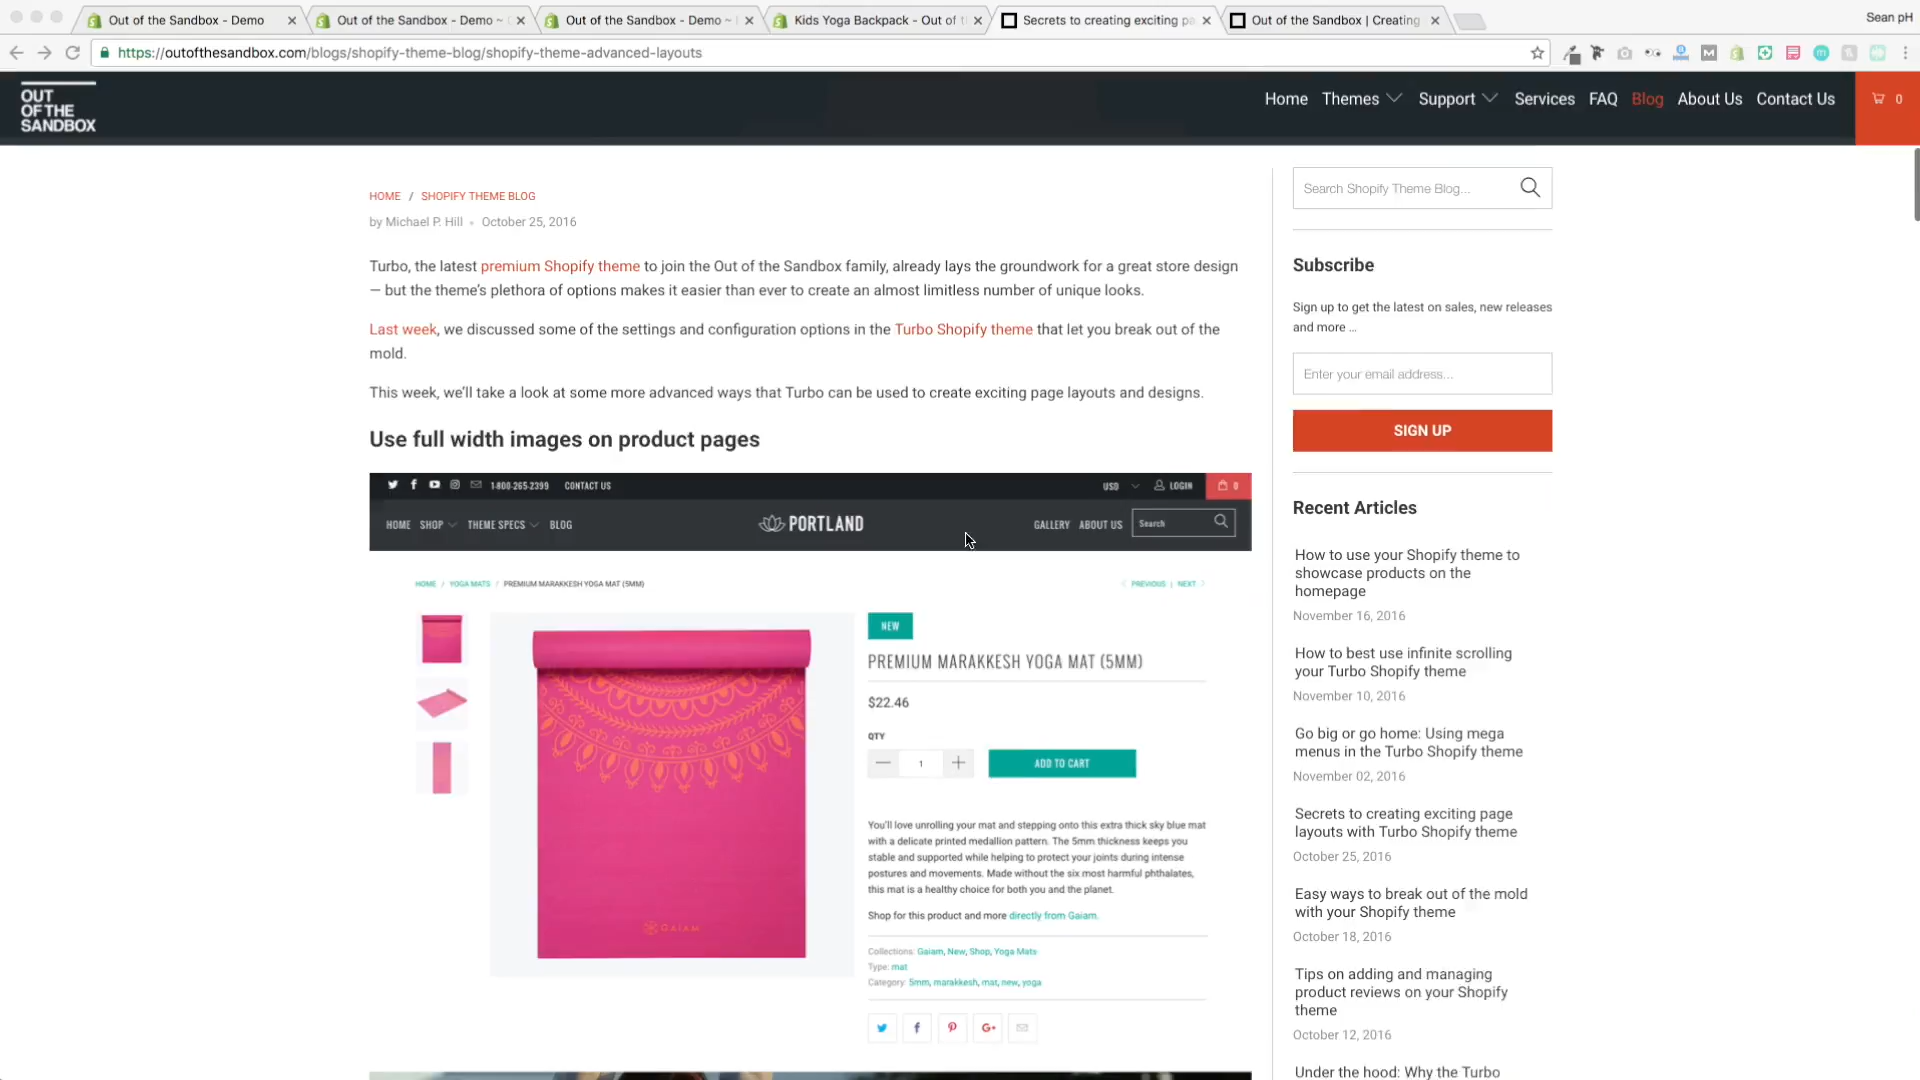 Out of the Sandbox - Demo
Out of the Sandbox - Demo ~
Out of the Sandbox - Demo ~
Kids Yoga Backpack - Out of
Secrets to creating exciting pa
Out of the Sandbox | Creating
Sean pH
https://outofthesandbox.com/blogs/shopify-theme-blog/shopify-theme-advanced-layouts
OUT
OF THE
SANDBOX
Home Themes Support Services FAQ Blog About Us Contact Us 0
HOME / SHOPIFY THEME BLOG
by Michael P. Hill • October 25, 2016
Turbo, the latest premium Shopify theme to join the Out of the Sandbox family, already lays the groundwork for a great store design
— but the theme's plethora of options makes it easier than ever to create an almost limitless number of unique looks.
Last week, we discussed some of the settings and configuration options in the Turbo Shopify theme that let you break out of the
mold.
This week, we'll take a look at some more advanced ways that Turbo can be used to create exciting page layouts and designs.
Use full width images on product pages
1-800-265-2399 CONTACT US USD LOGIN 0
HOME SHOP THEME SPECS BLOG PORTLAND GALLERY ABOUT US Search
HOME / YOGA MATS / PREMIUM MARAKKESH YOGA MAT (5MM) PREVIOUS | NEXT
NEW
PREMIUM MARAKKESH YOGA MAT (5MM)
$22.46
QTY
1 ADD TO CART
You'll love unrolling your mat and stepping onto this extra thick sky blue mat
with a delicate printed medallion pattern. The 5mm thickness keeps you
stable and supported while helping to protect your joints during intense
postures and movements. Made without the six most harmful phthalates,
this mat is a healthy choice for both you and the planet.
Shop for this product and more directly from Gaiam.
Collections: Gaiam, New, Shop, Yoga Mats
Type: mat
Category: 5mm, marakkesh, mat, new, yoga
GAIAM
Search Shopify Theme Blog...
Subscribe
Sign up to get the latest on sales, new releases
and more ...
Enter your email address...
SIGN UP
Recent Articles
How to use your Shopify theme to
showcase products on the
homepage
November 16, 2016
How to best use infinite scrolling
your Turbo Shopify theme
November 10, 2016
Go big or go home: Using mega
menus in the Turbo Shopify theme
November 02, 2016
Secrets to creating exciting page
layouts with Turbo Shopify theme
October 25, 2016
Easy ways to break out of the mold
with your Shopify theme
October 18, 2016
Tips on adding and managing
product reviews on your Shopify
theme
October 12, 2016
Under the hood: Why the Turbo